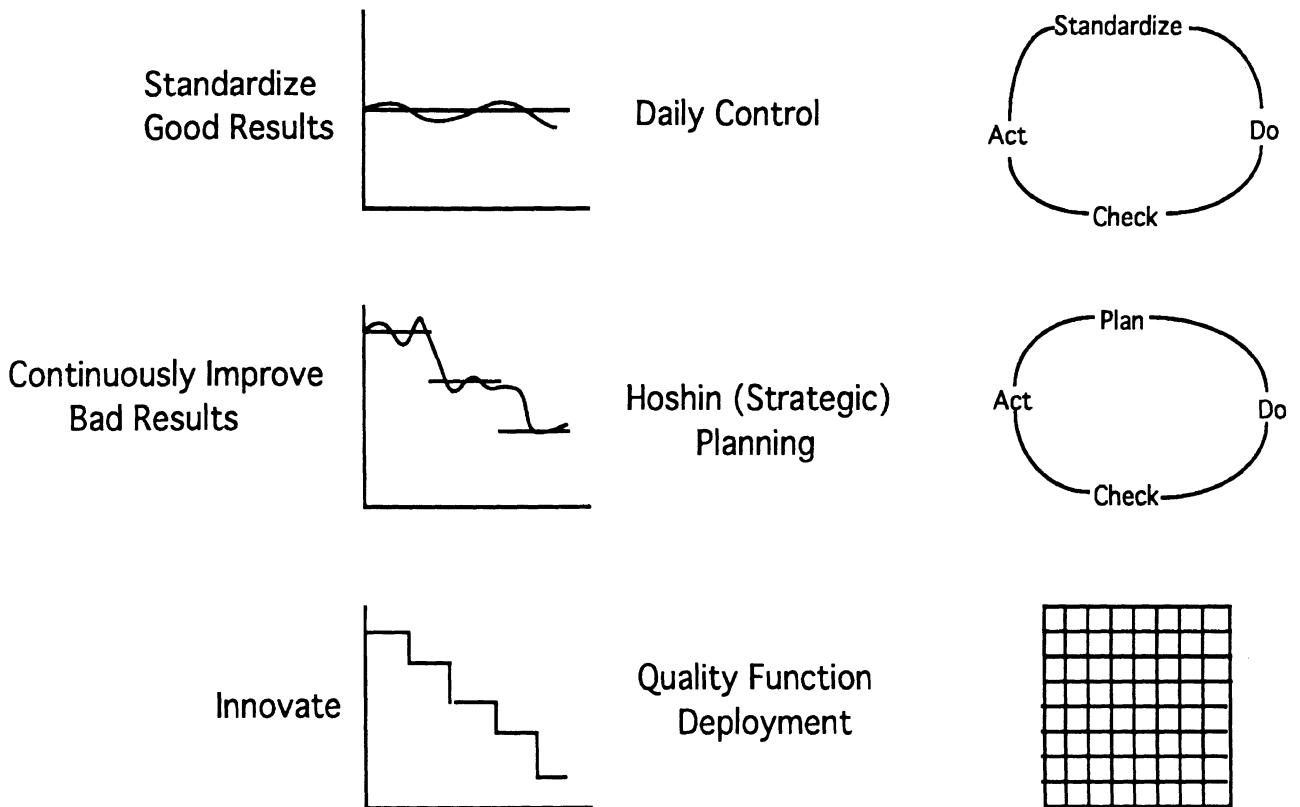 Standardize
Good Results
Daily Control
Standardize
Act
Do
Check
Continuously Improve
Bad Results
Hoshin (Strategic)
Planning
Plan
Act
Do
Check
Innovate
Quality Function
Deployment